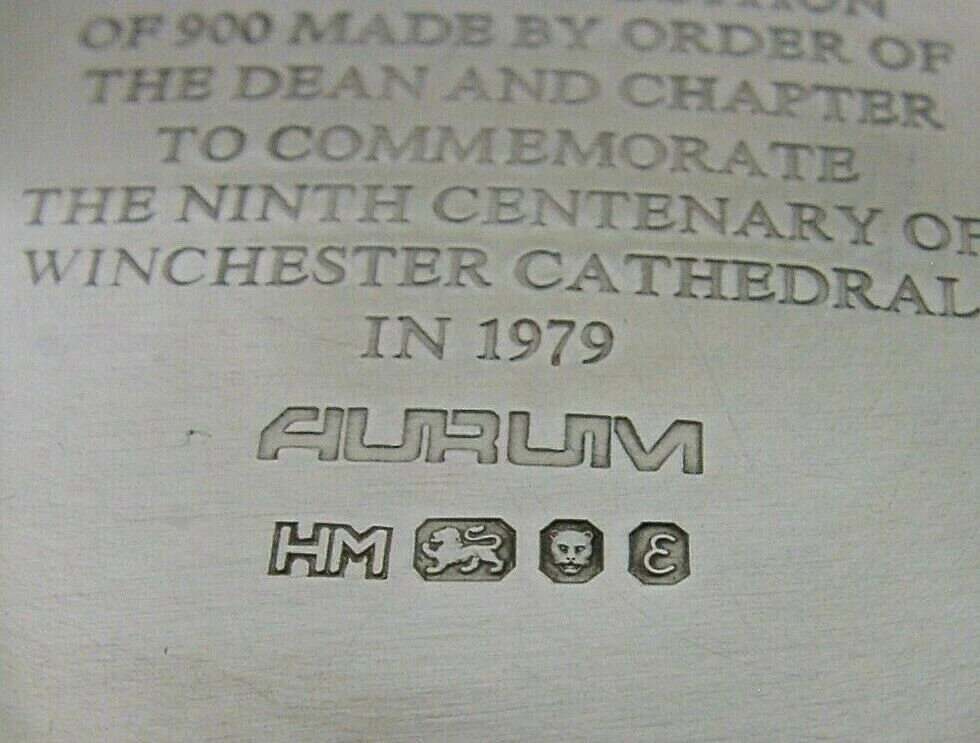 OF 900 MADE BY ORDER OF
THE DEAN AND CHAPTER
TO COMMEMORATE
THE NINTH CENTENARY OF
WINCHESTER CATHEDRAL
IN 1979
AURUM
HM ε